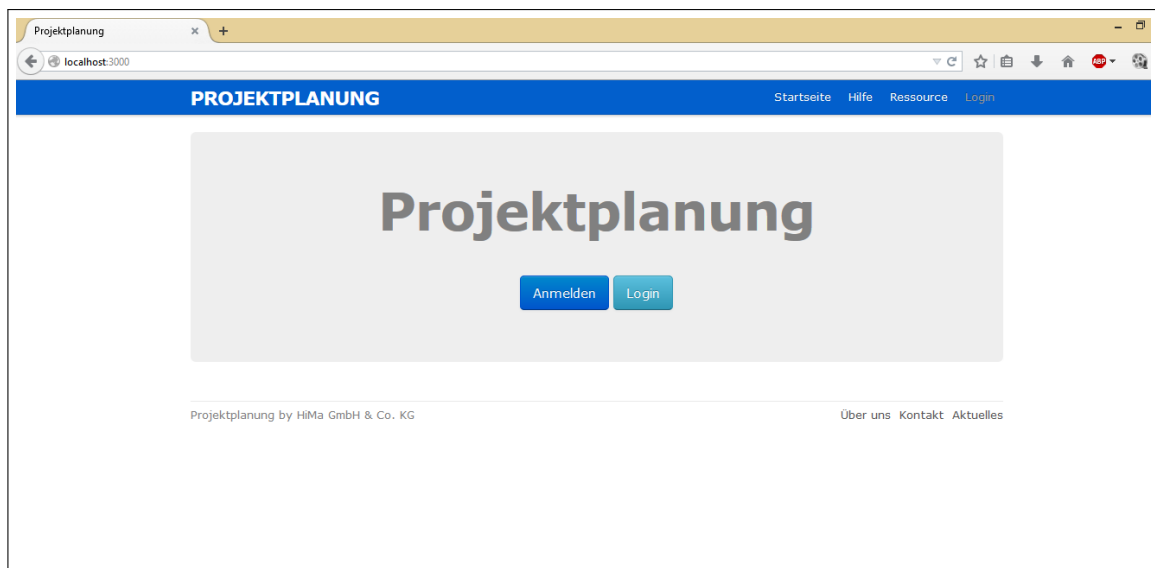 Projektplanung
localhost:3000
ABP
PROJEKTPLANUNG Startseite Hilfe Ressource Login
Projektplanung
Anmelden Login
Projektplanung by HiMa GmbH & Co. KG Über uns Kontakt Aktuelles